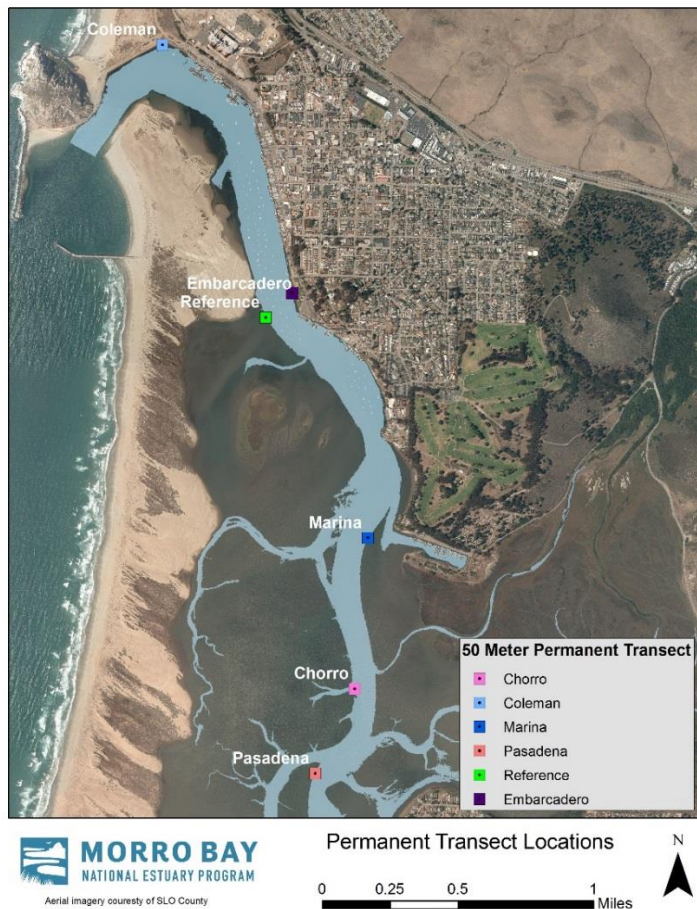 Coleman
Embarcadero
Reference
Marina
Chorro
Pasadena
50 Meter Permanent Transect
Chorro
Coleman
Marina
Pasadena
Reference
Embarcadero
MORRO BAY
NATIONAL ESTUARY PROGRAM
Aerial imagery couresty of SLO County
Permanent Transect Locations
N
0 0.25 0.5 1
Miles